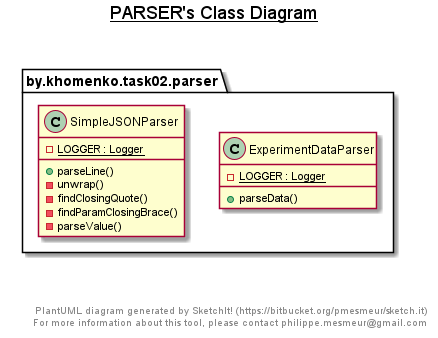 PARSER's Class Diagram
by.khomenko.task02.parser
C SimpleJSONParser
LOGGER : Logger
parseLine()
unwrap()
findClosingQuote()
findParamClosingBrace()
parseValue()
C ExperimentDataParser
LOGGER : Logger
parseData()
PlantUML diagram generated by SketchIt! (https://bitbucket.org/pmesmeur/sketch.it)
For more information about this tool, please contact philippe.mesmeur@gmail.com